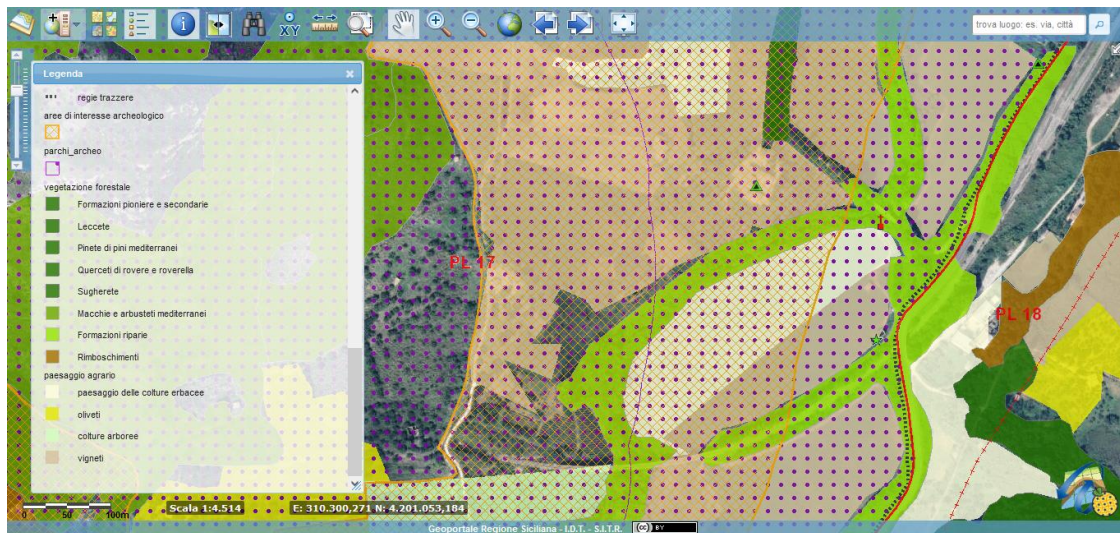 XY
trova luogo: es. via, città
Legenda
regie trazzere
aree di interesse archeologico
parchi_archeo
vegetazione forestale
Formazioni pioniere e secondarie
Leccete
Pinete di pini mediterranei
Querceti di rovere e roverella
Sugherete
Macchie e arbusteti mediterranei
Formazioni riparie
Rimboschimenti
paesaggio agrario
paesaggio delle colture erbacee
oliveti
colture arboree
vigneti
PL 17
PL 18
0 50 100m
Scala 1:4.514
E: 310.300,271 N: 4.201.053,184
Geoportale Regione Siciliana - I.D.T. - S.I.T.R.
cc BY